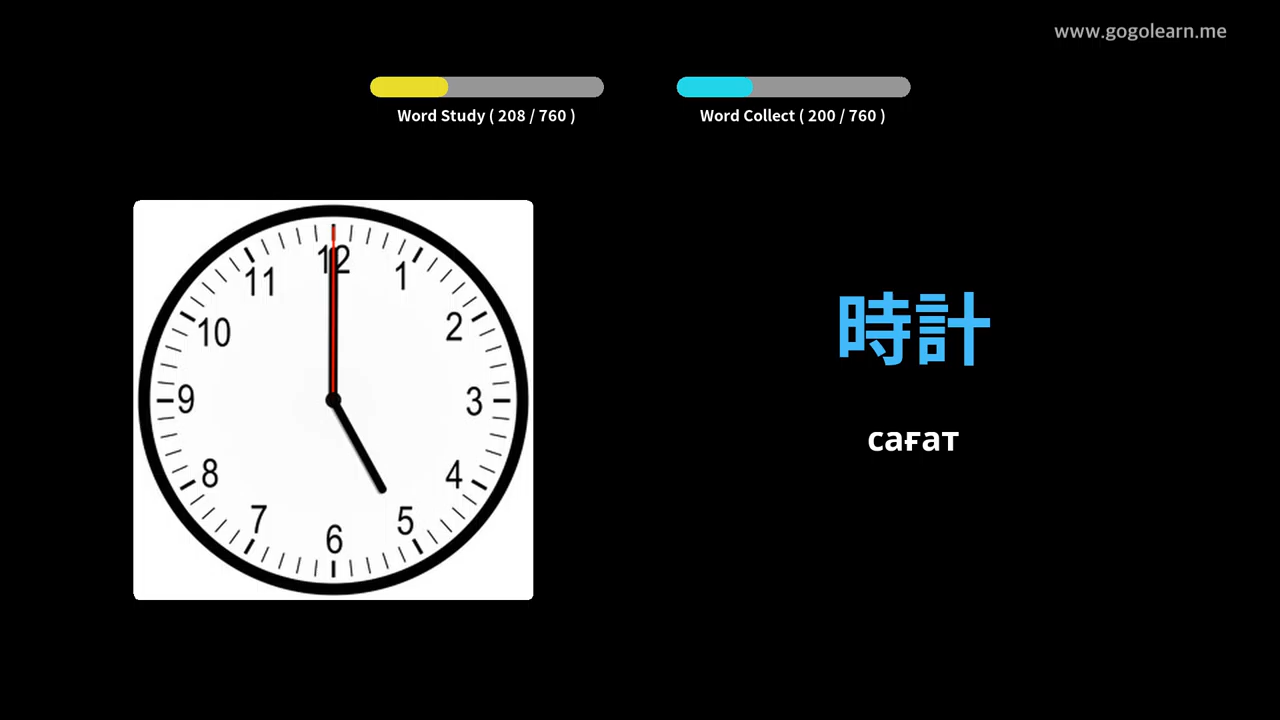 www.gogolearn.me
Word Study ( 208 / 760 )
Word Collect ( 200 / 760 )
12
1
2
3
4
5
6
7
8
9
10
11
時計
сағат